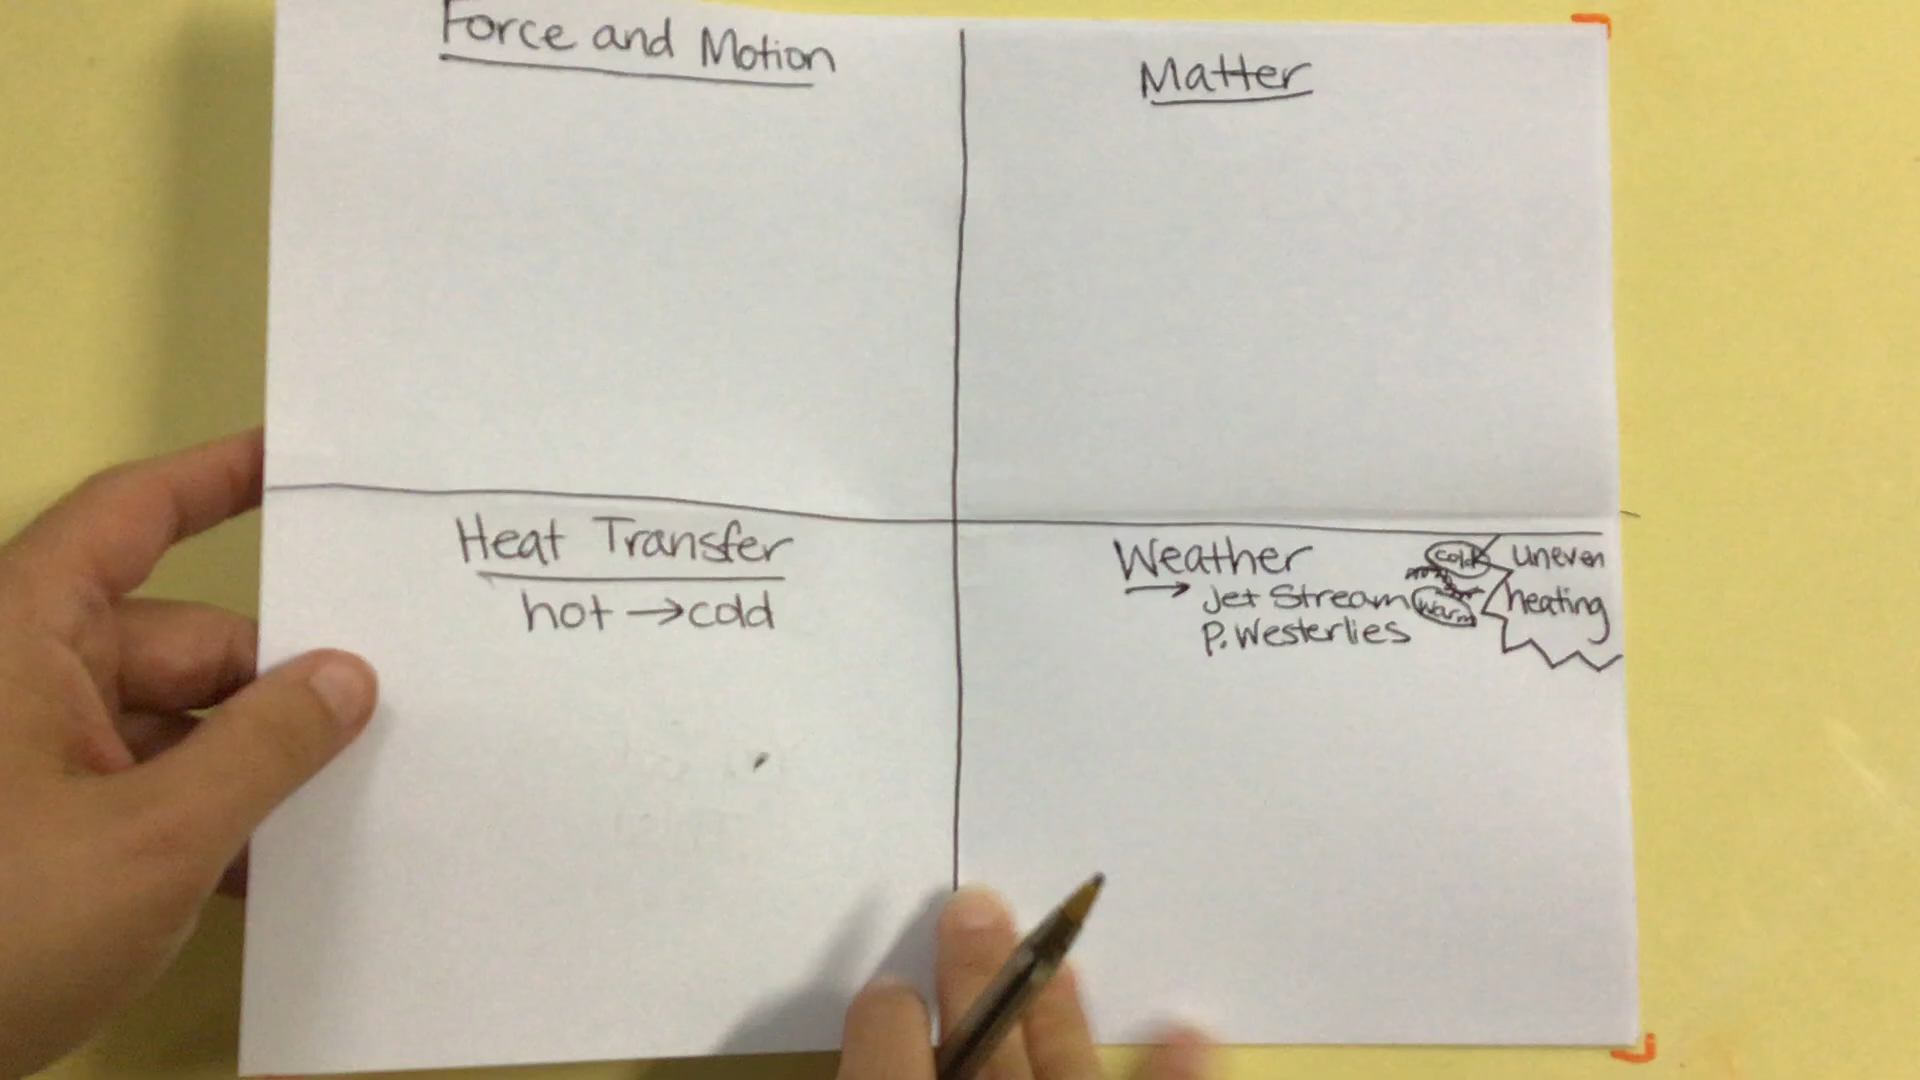 Force and Motion
Matter
Heat Transfer
hot →cold
Weather
→ Jet Stream
P. Westerlies
cold
warm
uneven
heating